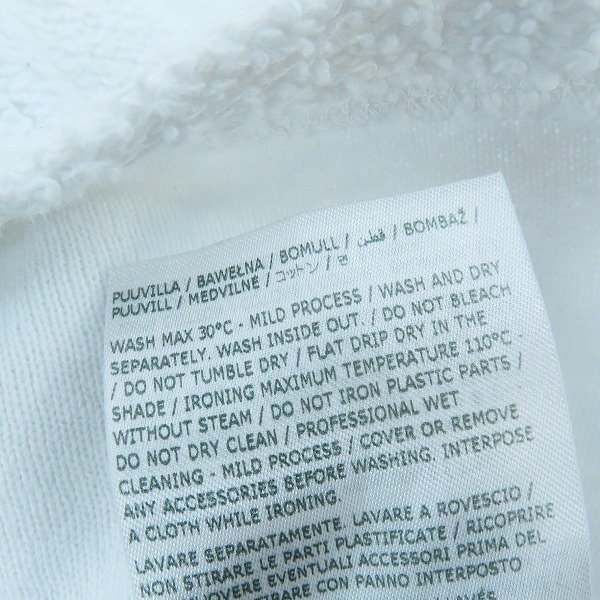 PUUVILLA / BAWEŁNA / BOMULL / قطن / BOMBAŽ /
PUUVILL / MEDVILNĖ / コットン / 면
WASH MAX 30°C - MILD PROCESS / WASH AND DRY
SEPARATELY. WASH INSIDE OUT. / DO NOT BLEACH
/ DO NOT TUMBLE DRY / FLAT DRIP DRY IN THE
SHADE / IRONING MAXIMUM TEMPERATURE 110°C -
WITHOUT STEAM / DO NOT IRON PLASTIC PARTS /
DO NOT DRY CLEAN / PROFESSIONAL WET
CLEANING - MILD PROCESS / COVER OR REMOVE
ANY ACCESSORIES BEFORE WASHING. INTERPOSE
A CLOTH WHILE IRONING.
LAVARE SEPARATAMENTE. LAVARE A ROVESCIO /
NON STIRARE LE PARTI PLASTIFICATE / RICOPRIRE
EVENTUALI ACCESSORI PRIMA DEL
STIRARE CON PANNO INTERPOSTO